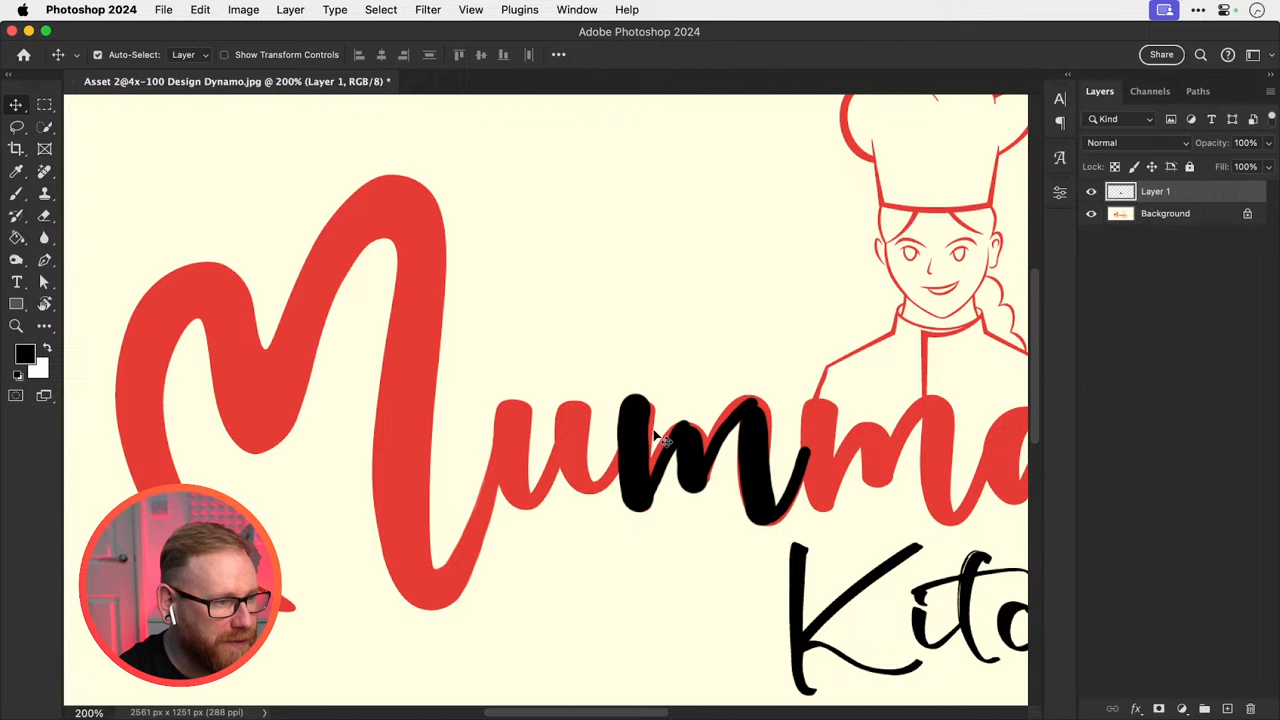 Photoshop 2024 File Edit Image Layer Type Select Filter View Plugins Window Help
Adobe Photoshop 2024
Auto-Select: Layer Show Transform Controls Share
Asset 2@4x-100 Design Dynamo.jpg @ 200% (Layer 1, RGB/8) *
Layers Channels Paths
Kind
Normal Opacity: 100%
Lock: Fill: 100%
Layer 1
Background
Mumma
Kitc
200% 2561 px x 1251 px (288 ppi)